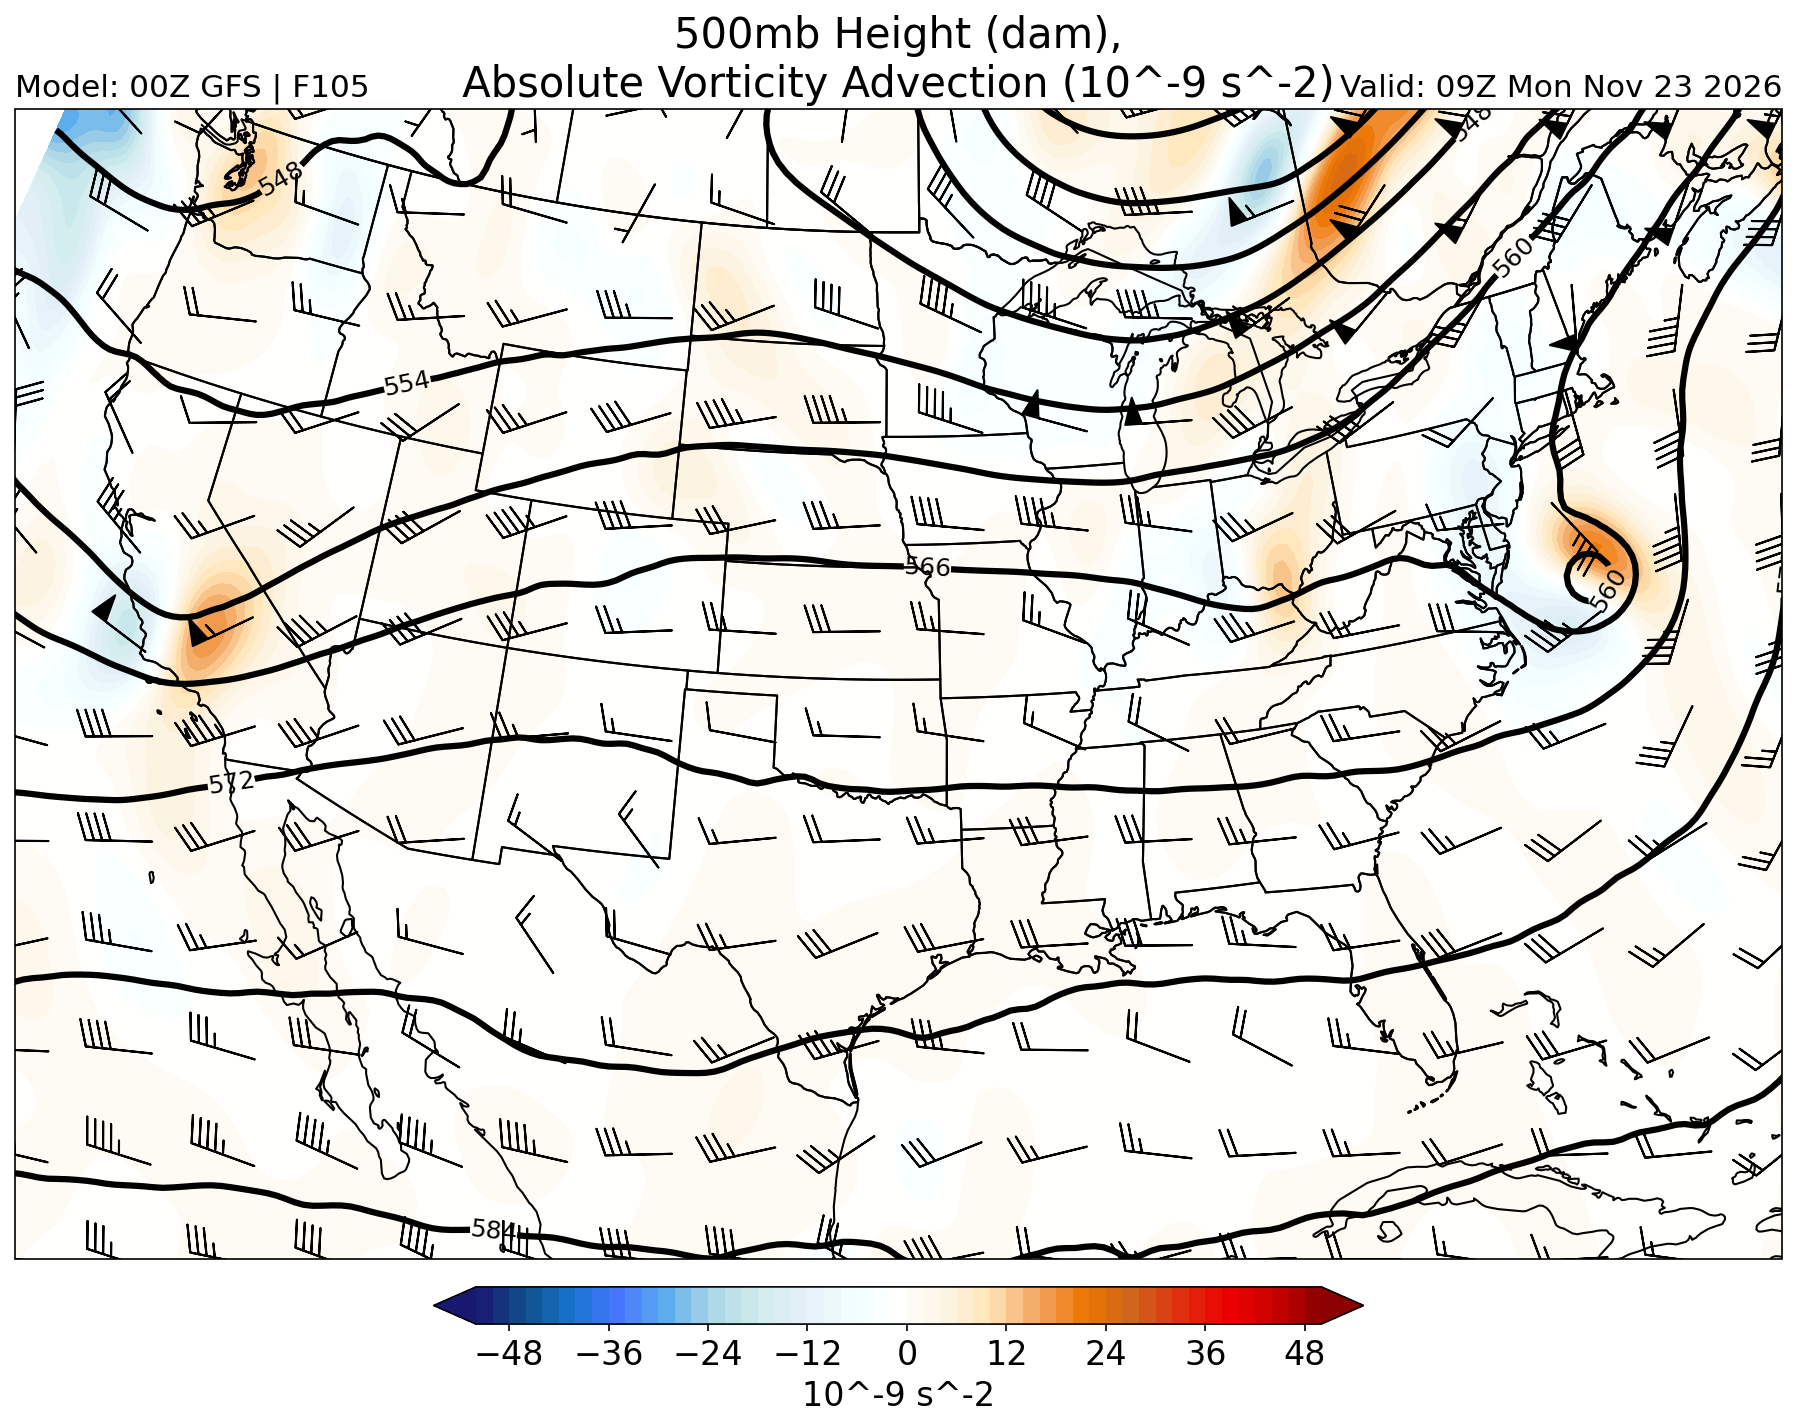 500mb Height (dam),
Absolute Vorticity Advection (10^-9 s^-2)
Model: 00Z GFS | F105
Valid: 09Z Mon Nov 23 2026
548
548
560
554
566
560
572
584
−48 −36 −24 −12 0 12 24 36 48
10^-9 s^-2